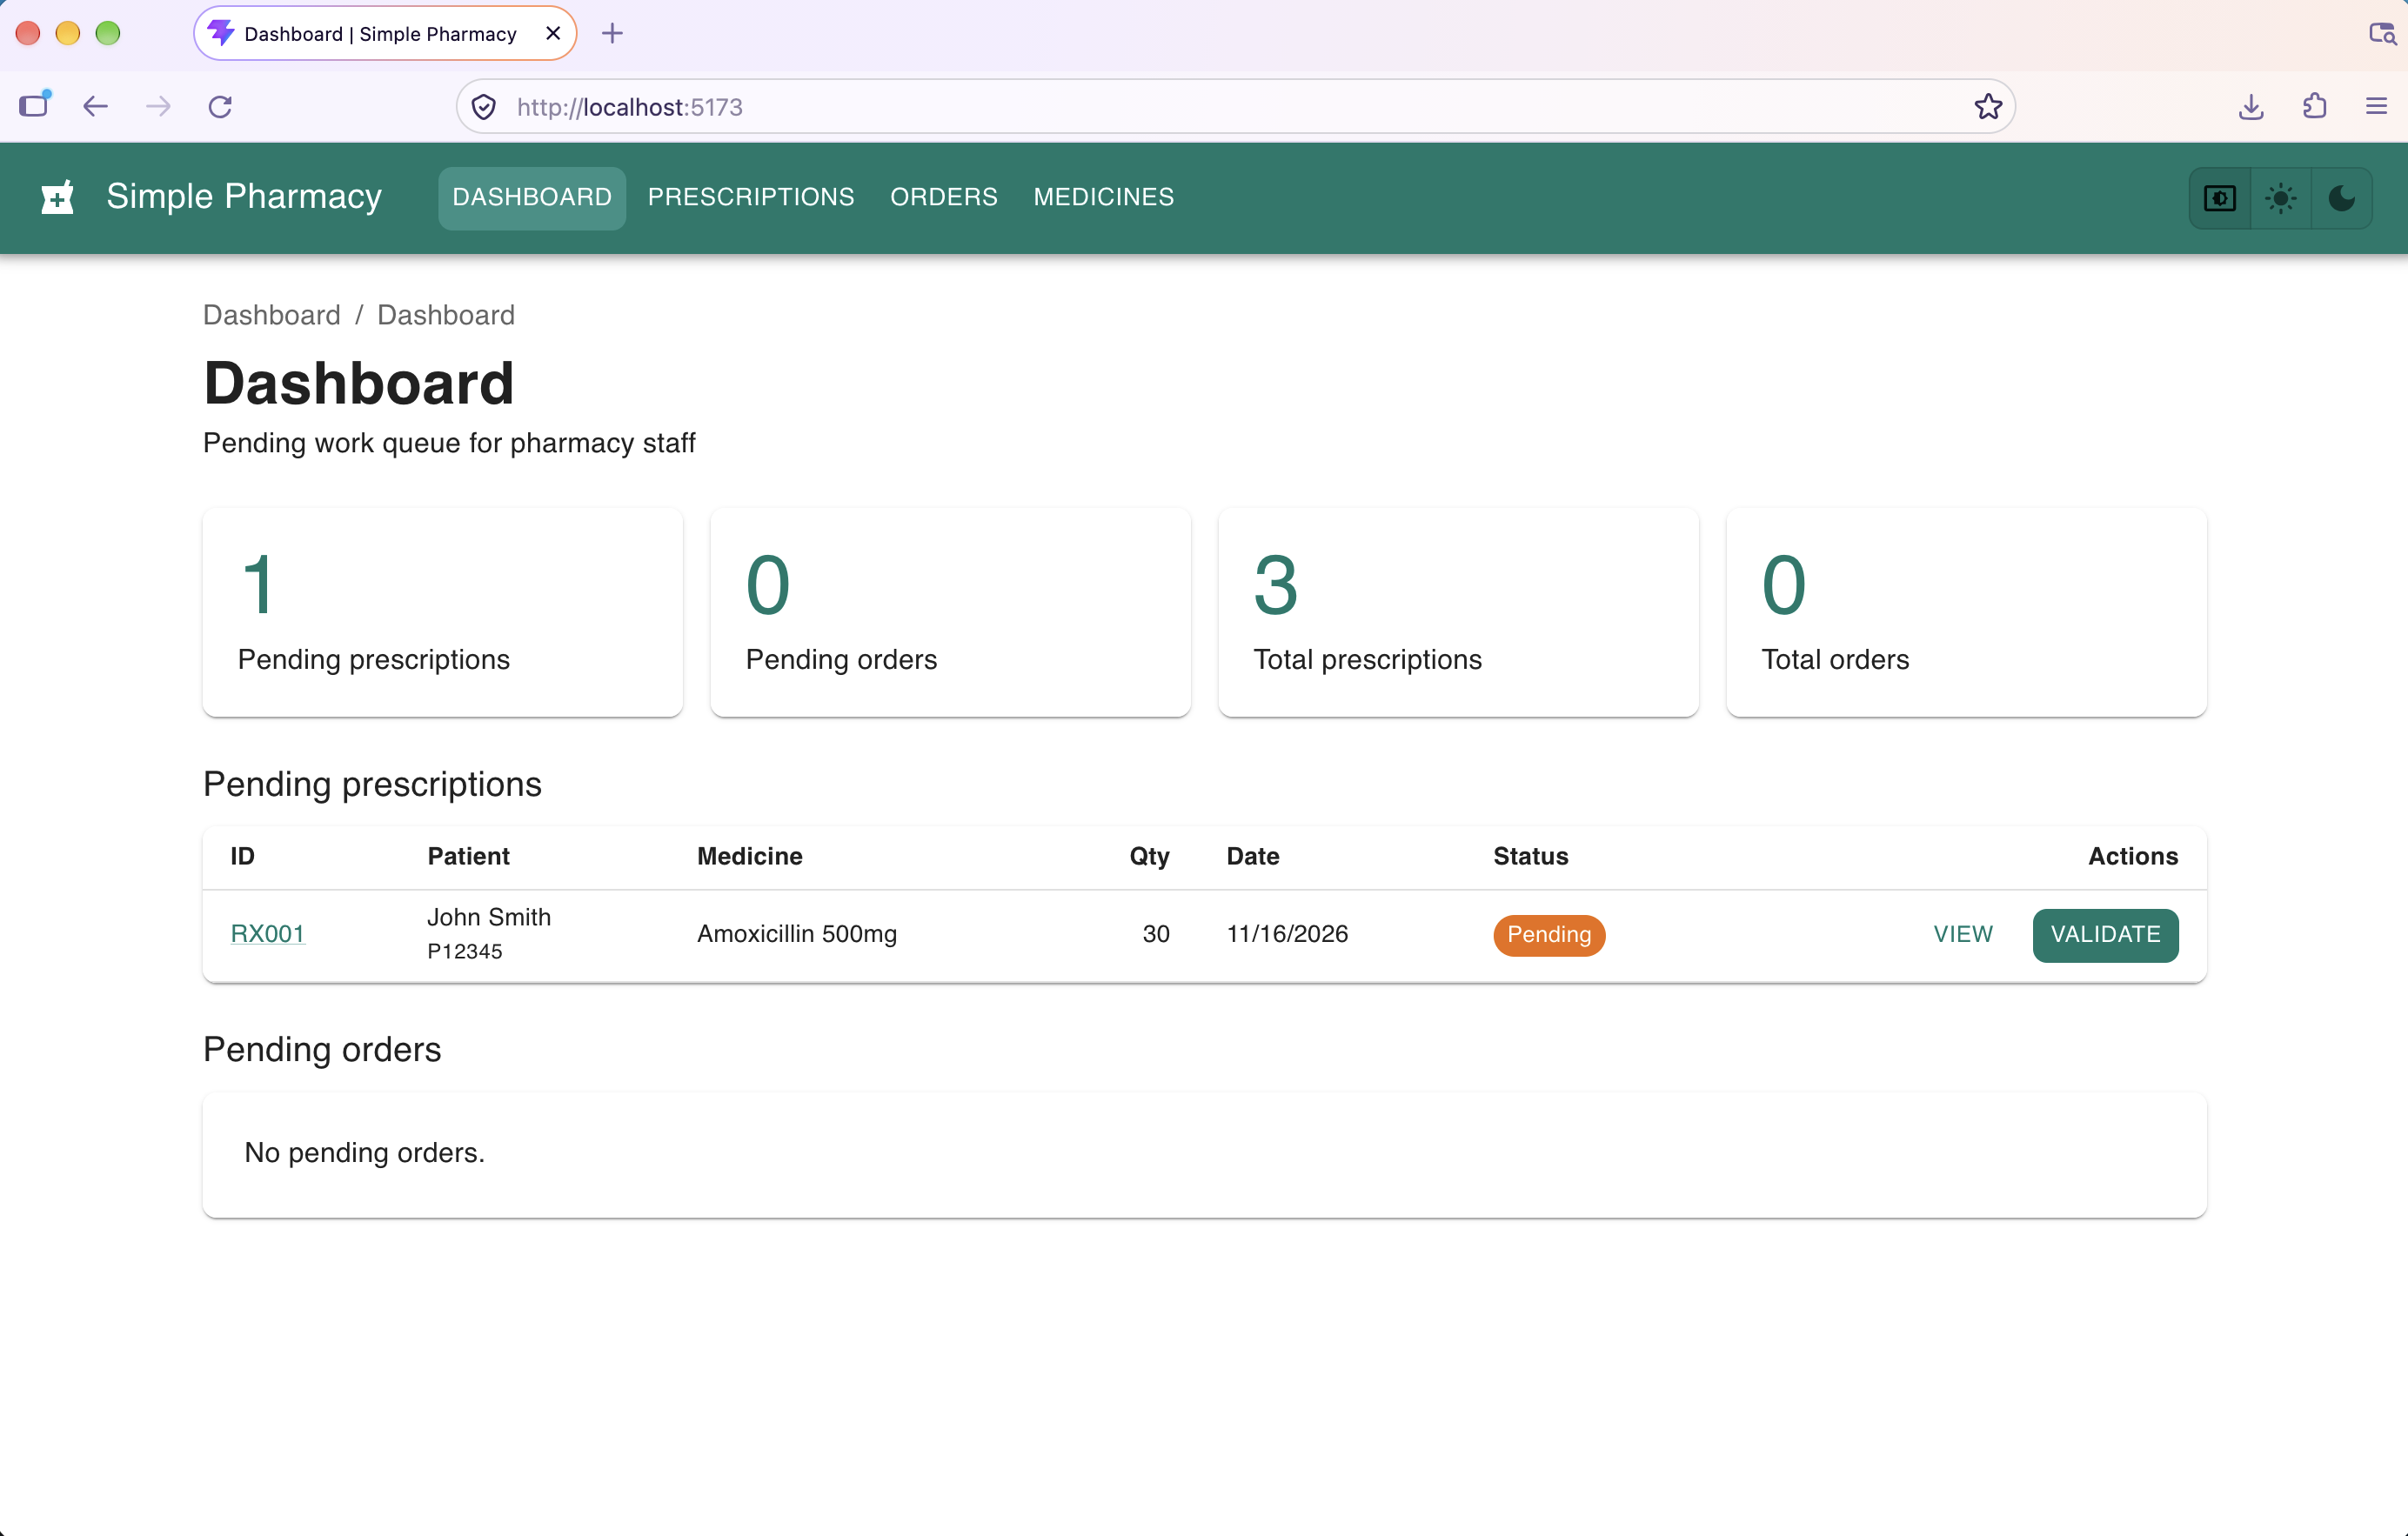 Dashboard | Simple Pharmacy
http://localhost:5173
Simple Pharmacy DASHBOARD PRESCRIPTIONS ORDERS MEDICINES
Dashboard / Dashboard
Dashboard
Pending work queue for pharmacy staff
1
Pending prescriptions
0
Pending orders
3
Total prescriptions
0
Total orders
Pending prescriptions
ID Patient Medicine Qty Date Status Actions
RX001 John Smith Amoxicillin 500mg 30 11/16/2026 Pending VIEW VALIDATE
P12345
Pending orders
No pending orders.